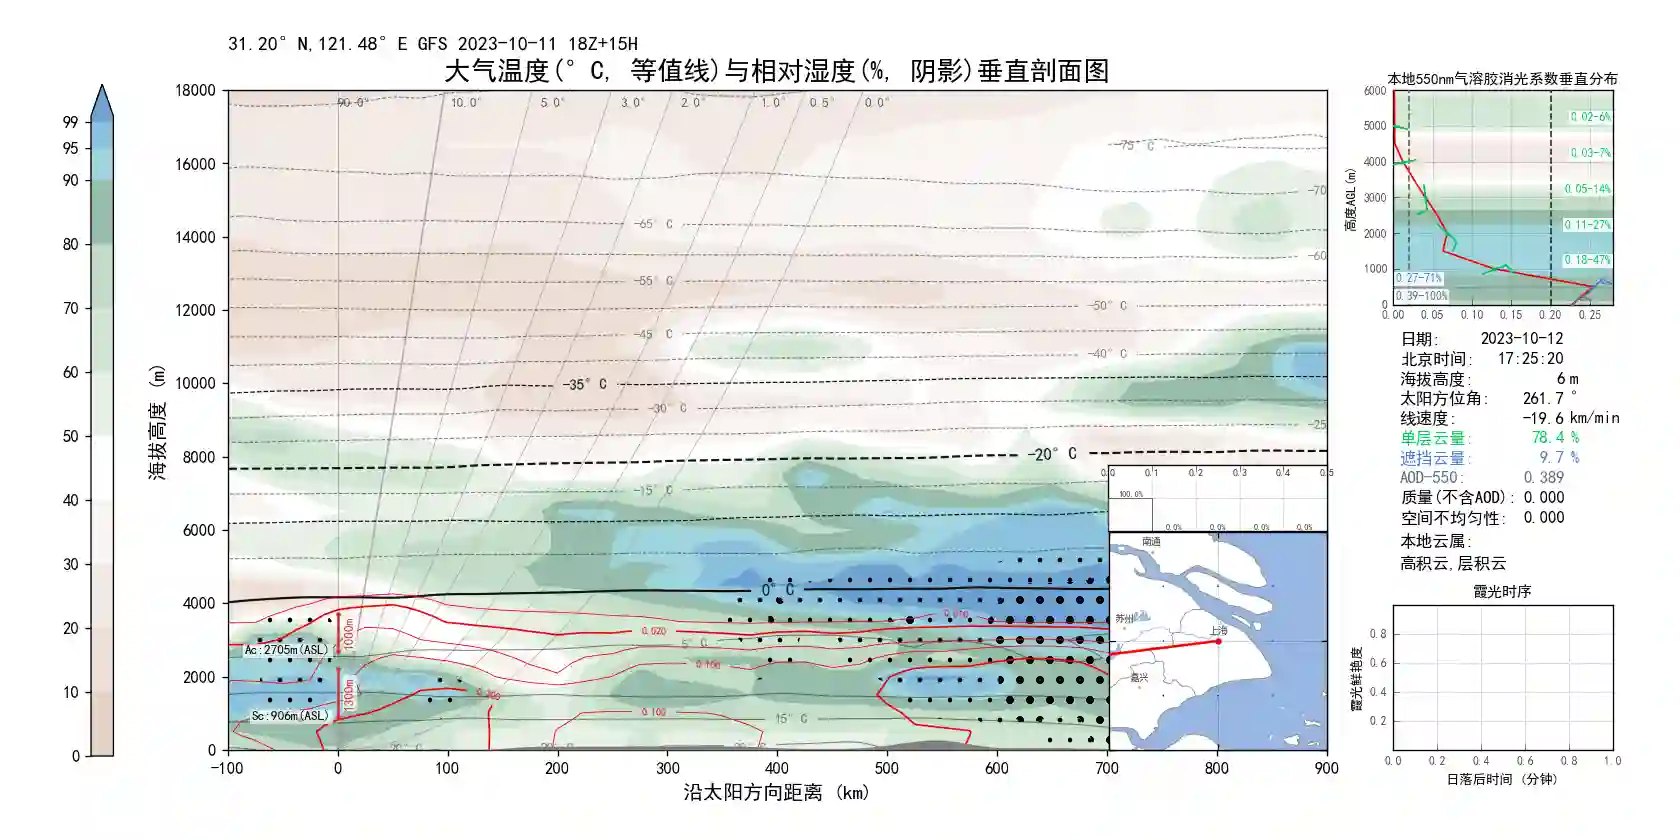 31.20° N,121.48° E GFS 2023-10-11 18Z+15H
大气温度(° C, 等值线)与相对湿度(%, 阴影)垂直剖面图
99
95
90
80
70
60
50
40
30
20
10
0
海拔高度 (m)
18000
16000
14000
12000
10000
8000
6000
4000
2000
0
90.0° 10.0° 5.0° 3.0° 2.0° 1.0° 0.5° 0.0°
-75° C
-70
-65° C
-60
-55° C
-50° C
-45° C
-40° C
-35° C
-30° C
-25
-20° C
-15° C
0° C
5° C
15° C
0.010
0.020
0.100
0.200
0.100
1000m
Ac:2705m(ASL)
1300m
Sc:906m(ASL)
-100 0 100 200 300 400 500 600 700 800 900
沿太阳方向距离 (km)
0.0 0.1 0.2 0.3 0.4 0.5
100.0%
0.0% 0.0% 0.0% 0.0%
南通
苏州
上海
嘉兴
本地550nm气溶胶消光系数垂直分布
高度AGL(m)
6000
5000
4000
3000
2000
1000
0
0.02-6%
0.03-7%
0.05-14%
0.11-27%
0.18-47%
0.27-71%
0.39-100%
0.00 0.05 0.10 0.15 0.20 0.25
日期: 2023-10-12
北京时间: 17:25:20
海拔高度: 6 m
太阳方位角: 261.7 °
线速度: -19.6 km/min
单层云量: 78.4 %
遮挡云量: 9.7 %
AOD-550: 0.389
质量(不含AOD): 0.000
空间不均匀性: 0.000
本地云属:
高积云,层积云
霞光时序
霞光鲜艳度
0.8
0.6
0.4
0.2
0.0 0.2 0.4 0.6 0.8 1.0
日落后时间 (分钟)